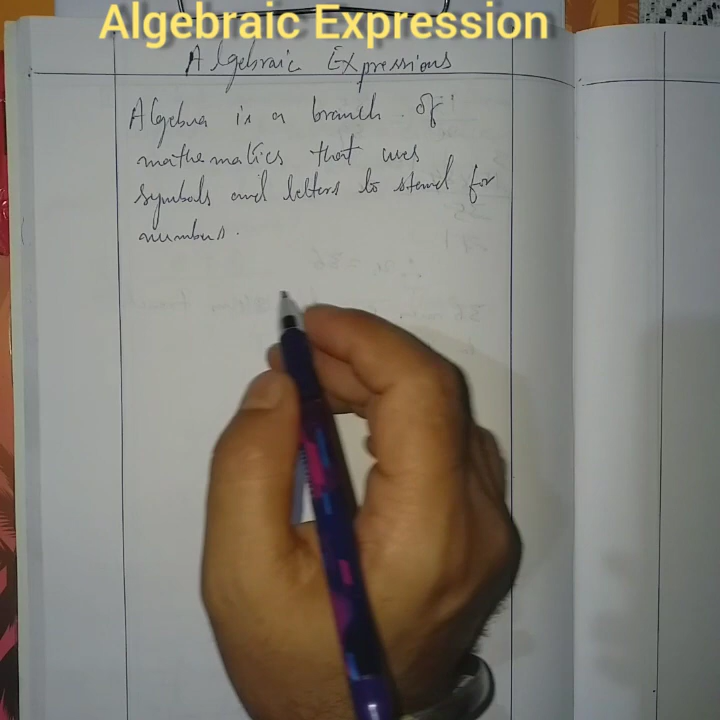 Algebraic Expression
Algebraic Expressions
Algebra is a branch of
mathematics that uses
symbols and letters to stand for
numbers.